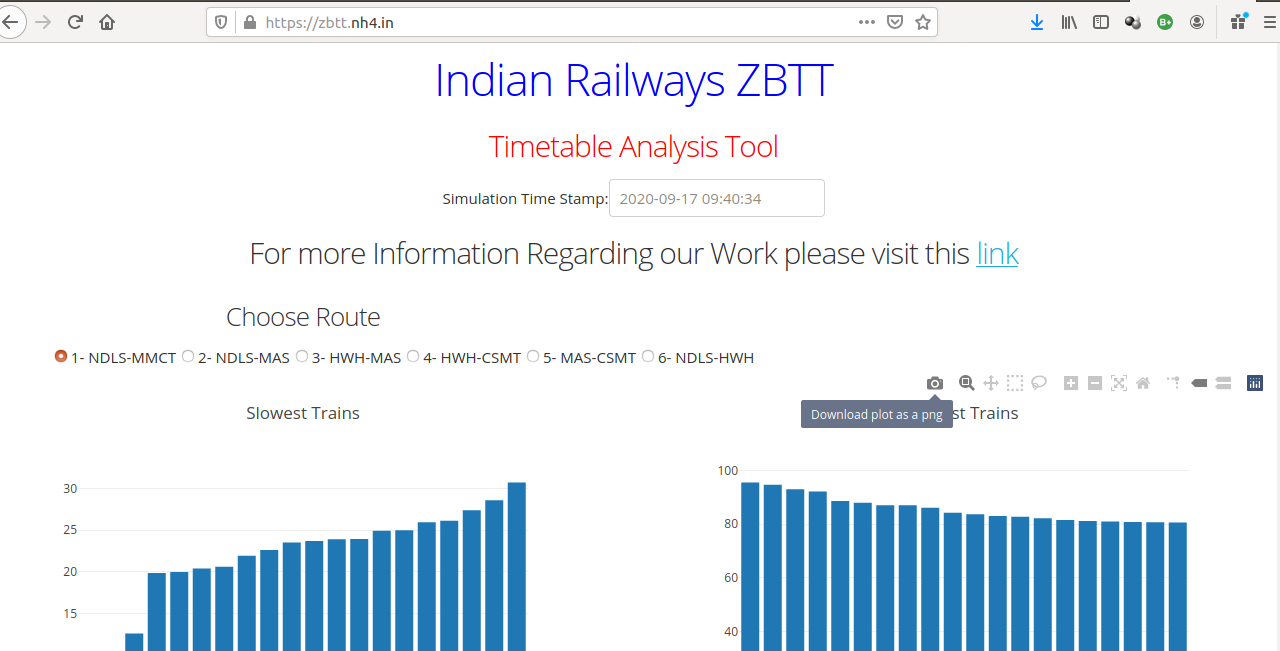 https://zbtt.nh4.in
Indian Railways ZBTT
Timetable Analysis Tool
Simulation Time Stamp: 2020-09-17 09:40:34
For more Information Regarding our Work please visit this link
Choose Route
1- NDLS-MMCT 2- NDLS-MAS 3- HWH-MAS 4- HWH-CSMT 5- MAS-CSMT 6- NDLS-HWH
Download plot as a png
Slowest Trains
st Trains
30
25
20
15
100
80
60
40
B+